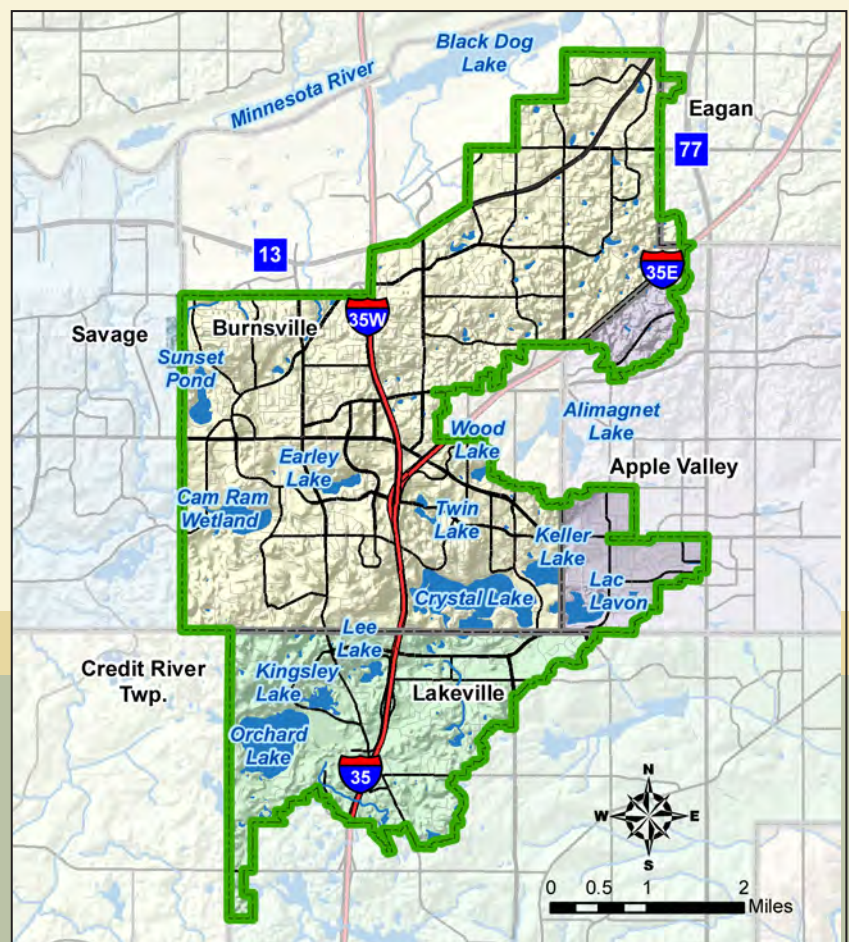 Black Dog
Lake
Minnesota River
Eagan
77
13
35E
Savage
Burnsville
35W
Sunset
Pond
Alimagnet
Lake
Wood
Lake
Earley
Lake
Apple Valley
Cam Ram
Wetland
Twin
Lake
Keller
Lake
Crystal Lake
Lac
Lavon
Lee
Lake
Credit River
Twp.
Kingsley
Lake
Lakeville
Orchard
Lake
35
N
W
E
S
0 0.5 1 2
Miles